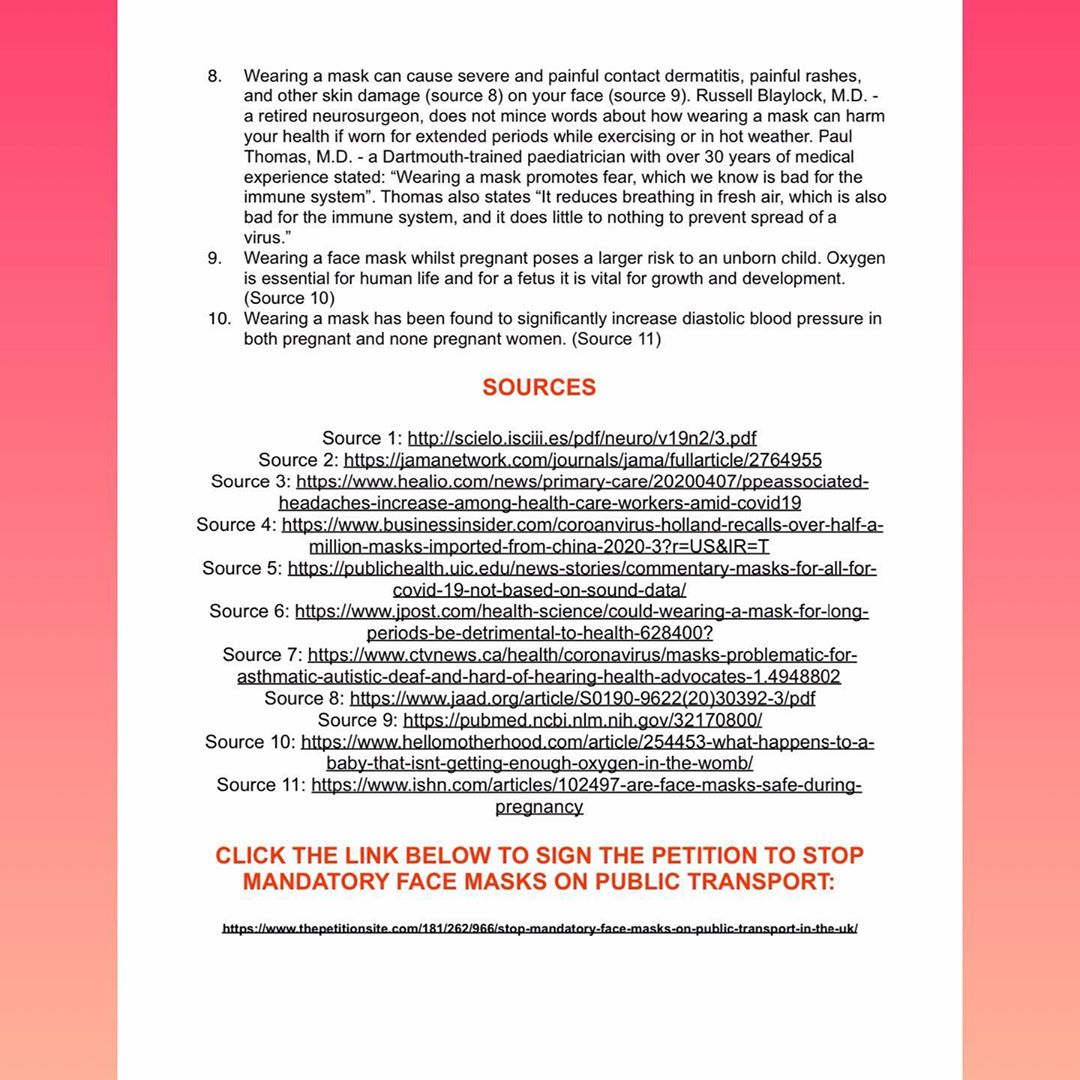 8. Wearing a mask can cause severe and painful contact dermatitis, painful rashes,
and other skin damage (source 8) on your face (source 9). Russell Blaylock, M.D. -
a retired neurosurgeon, does not mince words about how wearing a mask can harm
your health if worn for extended periods while exercising or in hot weather. Paul
Thomas, M.D. - a Dartmouth-trained paediatrician with over 30 years of medical
experience stated: “Wearing a mask promotes fear, which we know is bad for the
immune system”. Thomas also states “It reduces breathing in fresh air, which is also
bad for the immune system, and it does little to nothing to prevent spread of a
virus.”
9. Wearing a face mask whilst pregnant poses a larger risk to an unborn child. Oxygen
is essential for human life and for a fetus it is vital for growth and development.
(Source 10)
10. Wearing a mask has been found to significantly increase diastolic blood pressure in
both pregnant and none pregnant women. (Source 11)
SOURCES
Source 1: http://scielo.isciii.es/pdf/neuro/v19n2/3.pdf
Source 2: https://jamanetwork.com/journals/jama/fullarticle/2764955
Source 3: https://www.healio.com/news/primary-care/20200407/ppeassociated-
headaches-increase-among-health-care-workers-amid-covid19
Source 4: https://www.businessinsider.com/coroanvirus-holland-recalls-over-half-a-
million-masks-imported-from-china-2020-3?r=US&IR=T
Source 5: https://publichealth.uic.edu/news-stories/commentary-masks-for-all-for-
covid-19-not-based-on-sound-data/
Source 6: https://www.jpost.com/health-science/could-wearing-a-mask-for-long-
periods-be-detrimental-to-health-628400?
Source 7: https://www.ctvnews.ca/health/coronavirus/masks-problematic-for-
asthmatic-autistic-deaf-and-hard-of-hearing-health-advocates-1.4948802
Source 8: https://www.jaad.org/article/S0190-9622(20)30392-3/pdf
Source 9: https://pubmed.ncbi.nlm.nih.gov/32170800/
Source 10: https://www.hellomotherhood.com/article/254453-what-happens-to-a-
baby-that-isnt-getting-enough-oxygen-in-the-womb/
Source 11: https://www.ishn.com/articles/102497-are-face-masks-safe-during-
pregnancy
CLICK THE LINK BELOW TO SIGN THE PETITION TO STOP
MANDATORY FACE MASKS ON PUBLIC TRANSPORT:
https://www.thepetitionsite.com/181/262/966/stop-mandatory-face-masks-on-public-transport-in-the-uk/